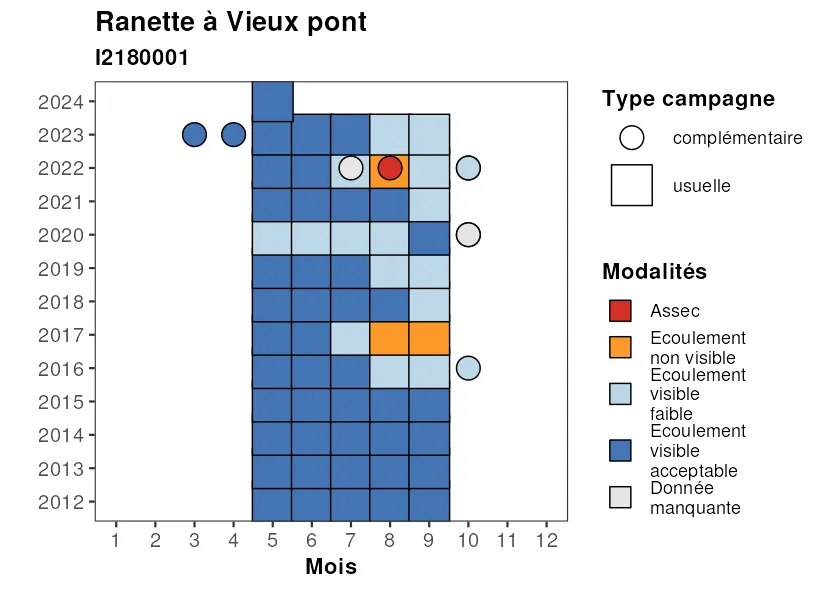 Ranette à Vieux pont
I2180001
2024
2023
2022
2021
2020
2019
2018
2017
2016
2015
2014
2013
2012
1 2 3 4 5 6 7 8 9 10 11 12
Mois
Type campagne
complémentaire
usuelle
Modalités
Assec
Ecoulement
non visible
Ecoulement
visible
faible
Ecoulement
visible
acceptable
Donnée
manquante